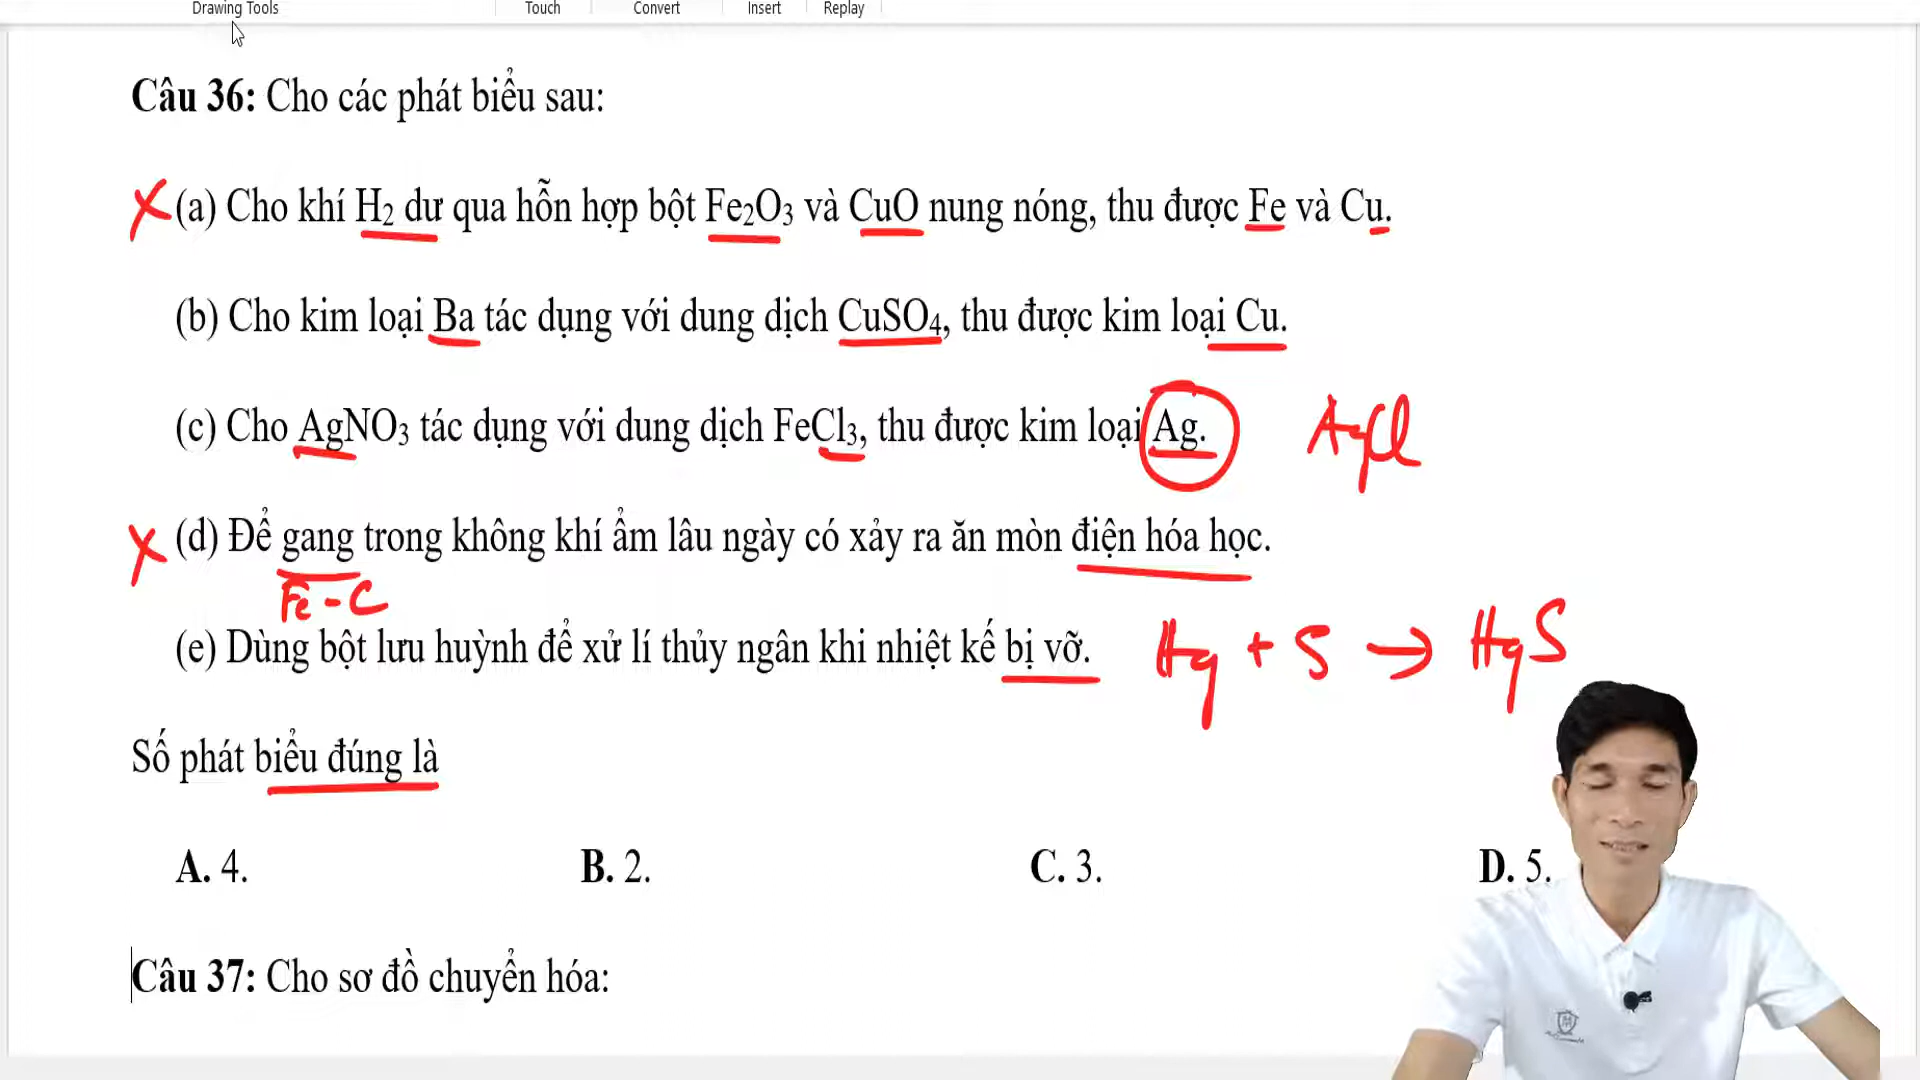 Drawing Tools Touch Convert Insert Replay
Câu 36: Cho các phát biểu sau:
X (a) Cho khí H2 dư qua hỗn hợp bột Fe2O3 và CuO nung nóng, thu được Fe và Cu.
(b) Cho kim loại Ba tác dụng với dung dịch CuSO4, thu được kim loại Cu.
(c) Cho AgNO3 tác dụng với dung dịch FeCl3, thu được kim loại Ag. AgCl
X (d) Để gang trong không khí ẩm lâu ngày có xảy ra ăn mòn điện hóa học.
Fe - C
(e) Dùng bột lưu huỳnh để xử lí thủy ngân khi nhiệt kế bị vỡ. Hg + S → HgS
Số phát biểu đúng là
A. 4. B. 2. C. 3. D. 5.
Câu 37: Cho sơ đồ chuyển hóa: